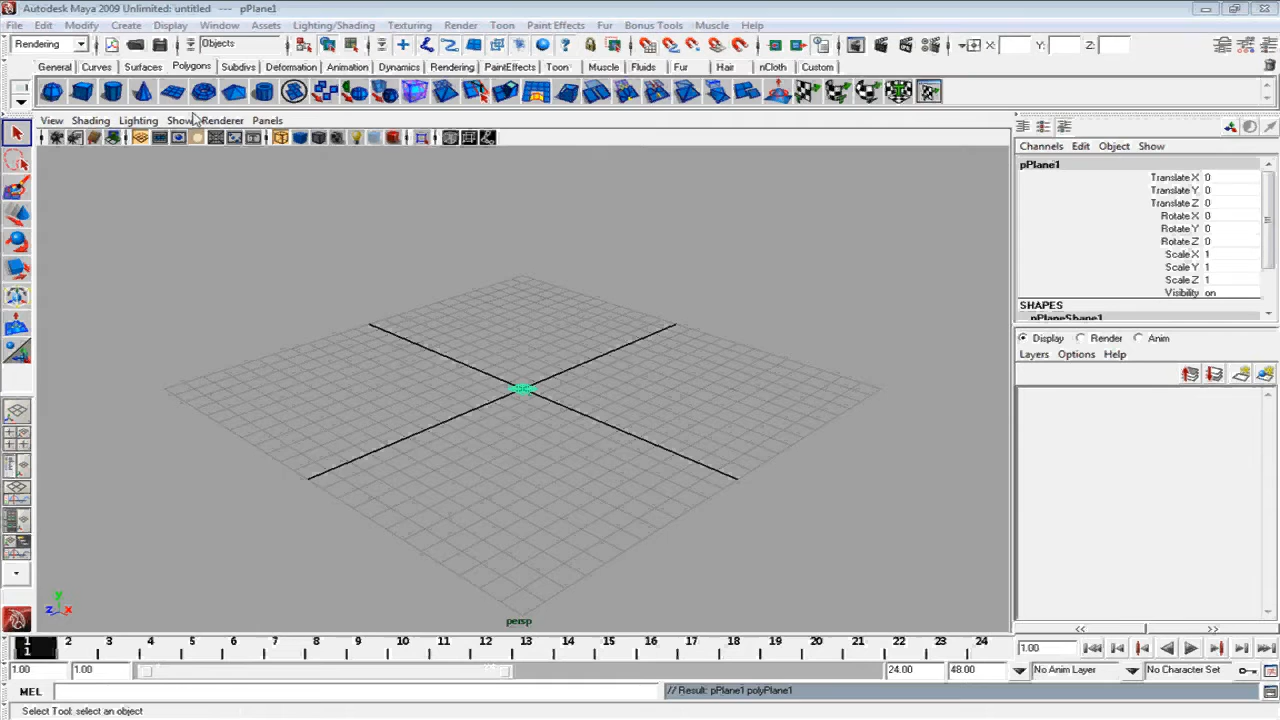 Autodesk Maya 2009 Unlimited: untitled --- pPlane1
File Edit Modify Create Display Window Assets Lighting/Shading Texturing Render Toon Paint Effects Fur Bonus Tools Muscle Help
Rendering Objects X: Y: Z:
General Curves Surfaces Polygons Subdivs Deformation Animation Dynamics Rendering PaintEffects Toon Muscle Fluids Fur Hair nCloth Custom
View Shading Lighting Show Renderer Panels
Channels Edit Object Show
pPlane1
Translate X 0
Translate Y 0
Translate Z 0
Rotate X 0
Rotate Y 0
Rotate Z 0
Scale X 1
Scale Y 1
Scale Z 1
Visibility on
SHAPES
pPlaneShape1
Display Render Anim
Layers Options Help
y
z x
persp
1 2 3 4 5 6 7 8 9 10 11 12 13 14 15 16 17 18 19 20 21 22 23 24
1 1.00
1.00 1.00 24.00 48.00 No Anim Layer No Character Set
MEL // Result: pPlane1 polyPlane1
Select Tool: select an object